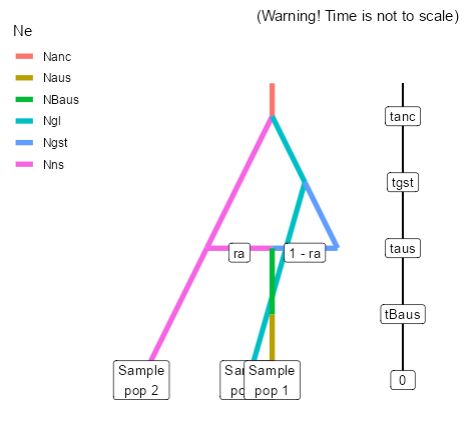 (Warning! Time is not to scale)
Ne
Nanc
Naus
NBaus
Ngl
Ngst
Nns
tanc
tgst
taus
tBaus
0
ra
1 - ra
Sample
pop 2
Sample
pop 1